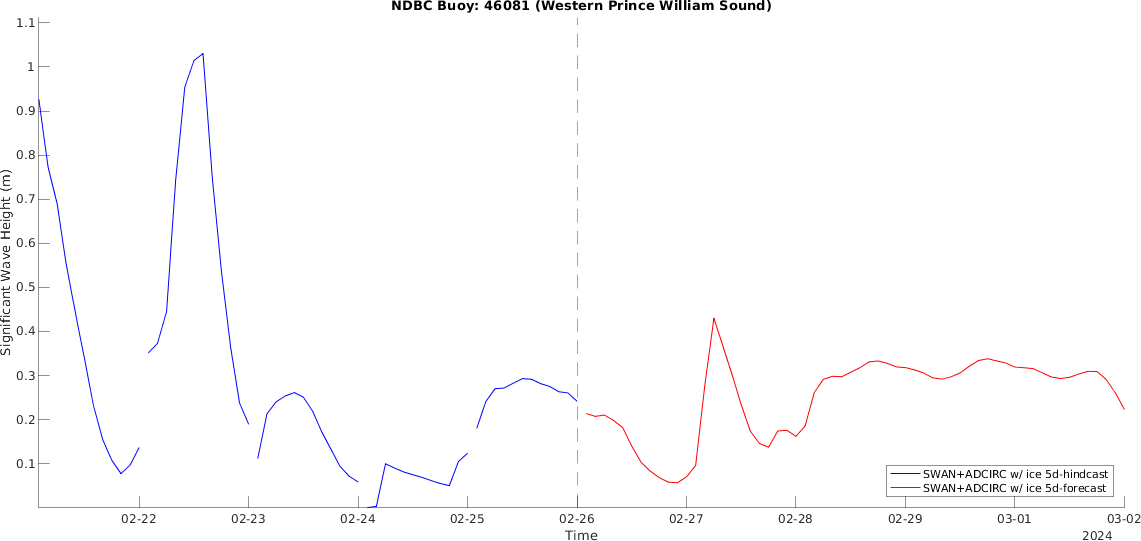 NDBC Buoy: 46081 (Western Prince William Sound)
1.1
1
0.9
0.8
0.7
0.6
0.5
0.4
0.3
0.2
0.1
Significant Wave Height (m)
SWAN+ADCIRC w/ ice 5d-hindcast
SWAN+ADCIRC w/ ice 5d-forecast
02-22 02-23 02-24 02-25 02-26 02-27 02-28 02-29 03-01 03-02
Time
2024